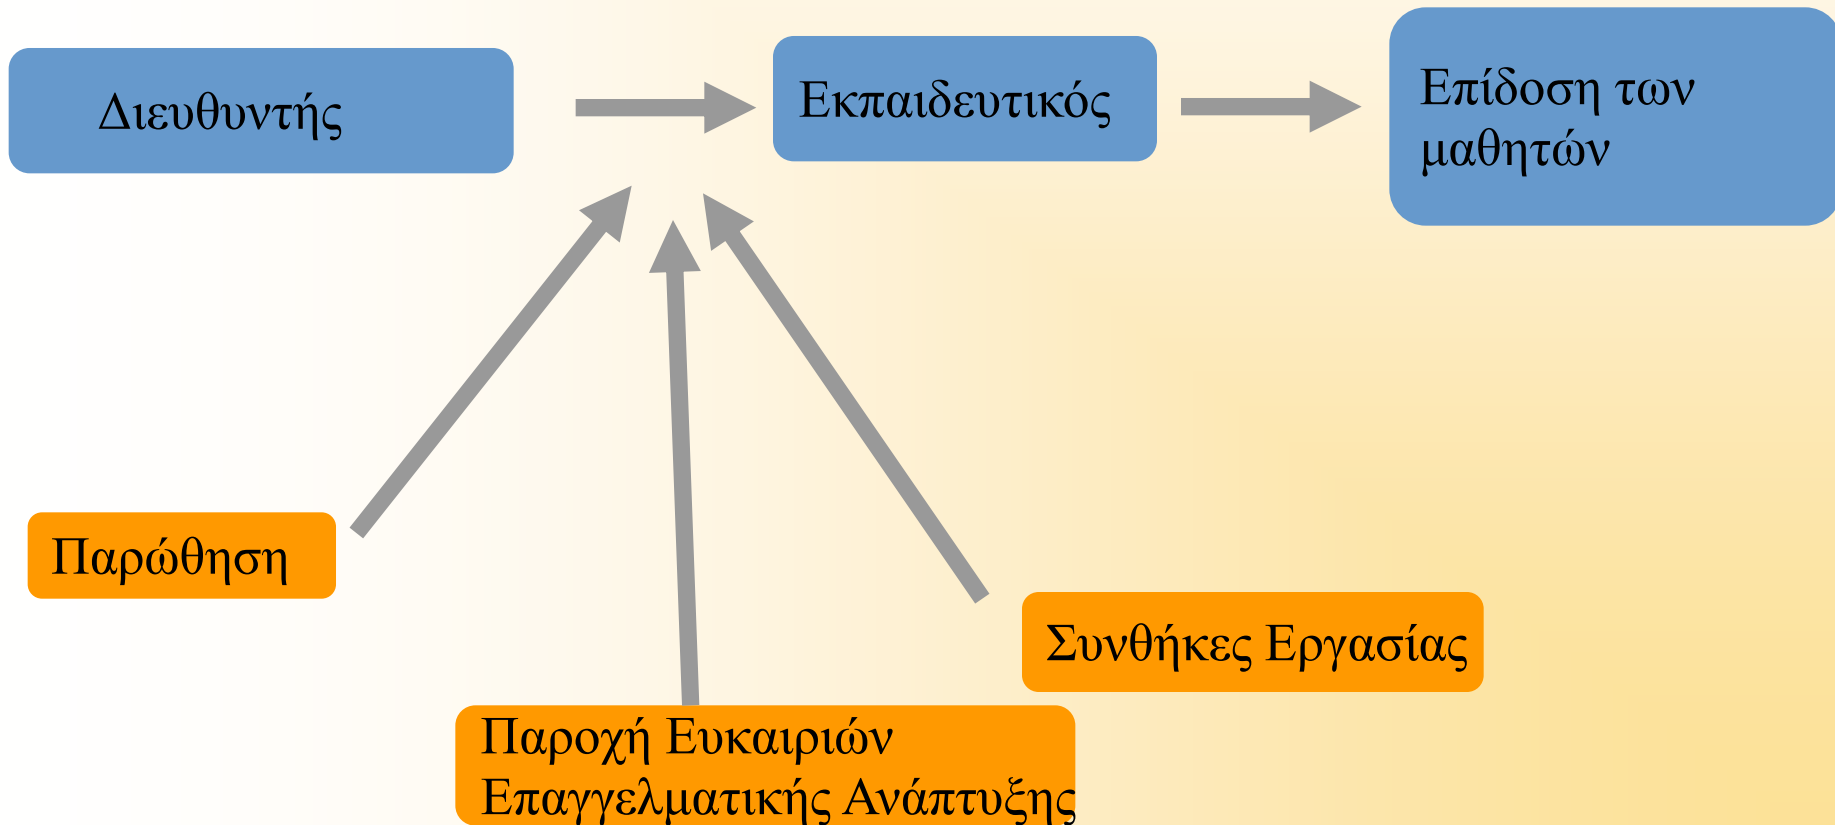 Διευθυντής
Εκπαιδευτικός
Επίδοση των
μαθητών
Παρώθηση
Συνθήκες Εργασίας
Παροχή Ευκαιριών
Επαγγελματικής Ανάπτυξης